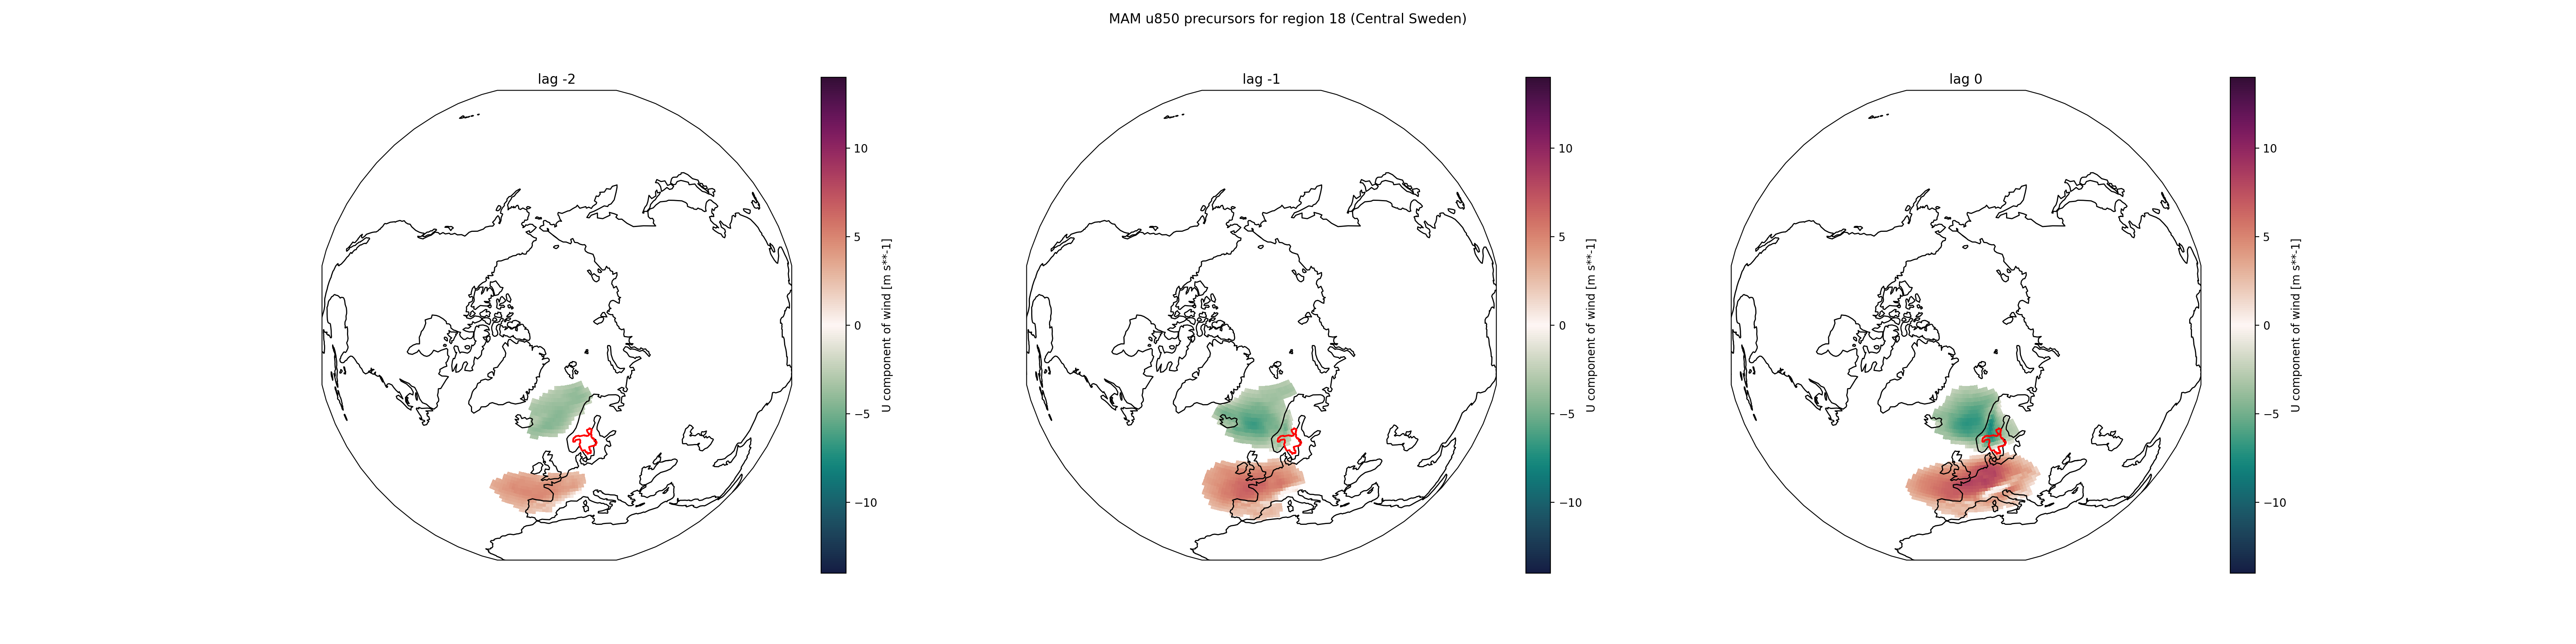 MAM u850 precursors for region 18 (Central Sweden)
lag -2
10
5
0
−5
−10
U component of wind [m s**-1]
lag -1
10
5
0
−5
−10
U component of wind [m s**-1]
lag 0
10
5
0
−5
−10
U component of wind [m s**-1]